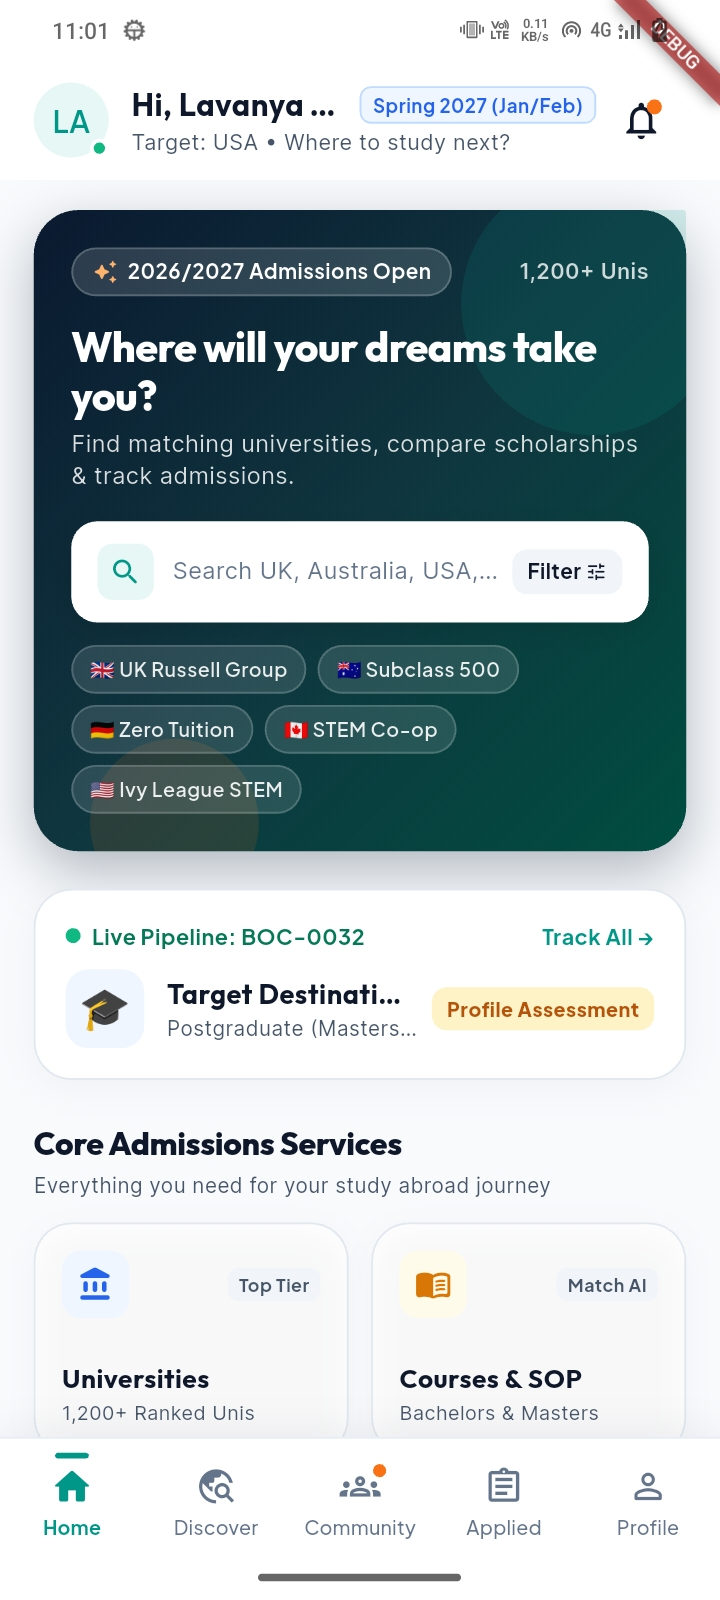 11:01
Vo) LTE
0.11 KB/s
4G
DEBUG
LA
Hi, Lavanya ...
Spring 2027 (Jan/Feb)
Target: USA • Where to study next?
2026/2027 Admissions Open
1,200+ Unis
Where will your dreams take
you?
Find matching universities, compare scholarships
& track admissions.
Search UK, Australia, USA,...
Filter
🇬🇧 UK Russell Group
🇦🇺 Subclass 500
🇩🇪 Zero Tuition
🇨🇦 STEM Co-op
🇺🇸 Ivy League STEM
Live Pipeline: BOC-0032
Track All →
Target Destinati...
Postgraduate (Masters...
Profile Assessment
Core Admissions Services
Everything you need for your study abroad journey
Top Tier
Match AI
Universities
Courses & SOP
1,200+ Ranked Unis
Bachelors & Masters
Home
Discover
Community
Applied
Profile